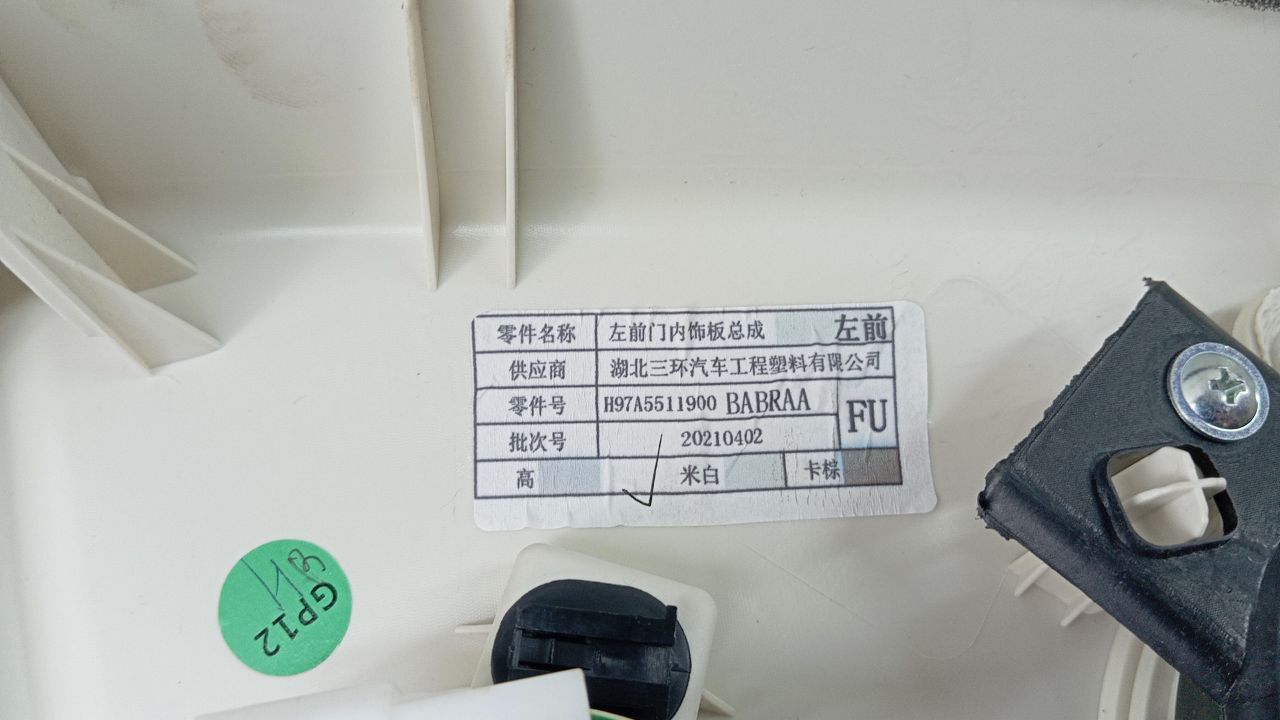 零件名称 左前门内饰板总成 左前
供应商 湖北三环汽车工程塑料有限公司
零件号 H97A5511900 BABRAA FU
批次号 20210402
高 米白 卡棕
GP12